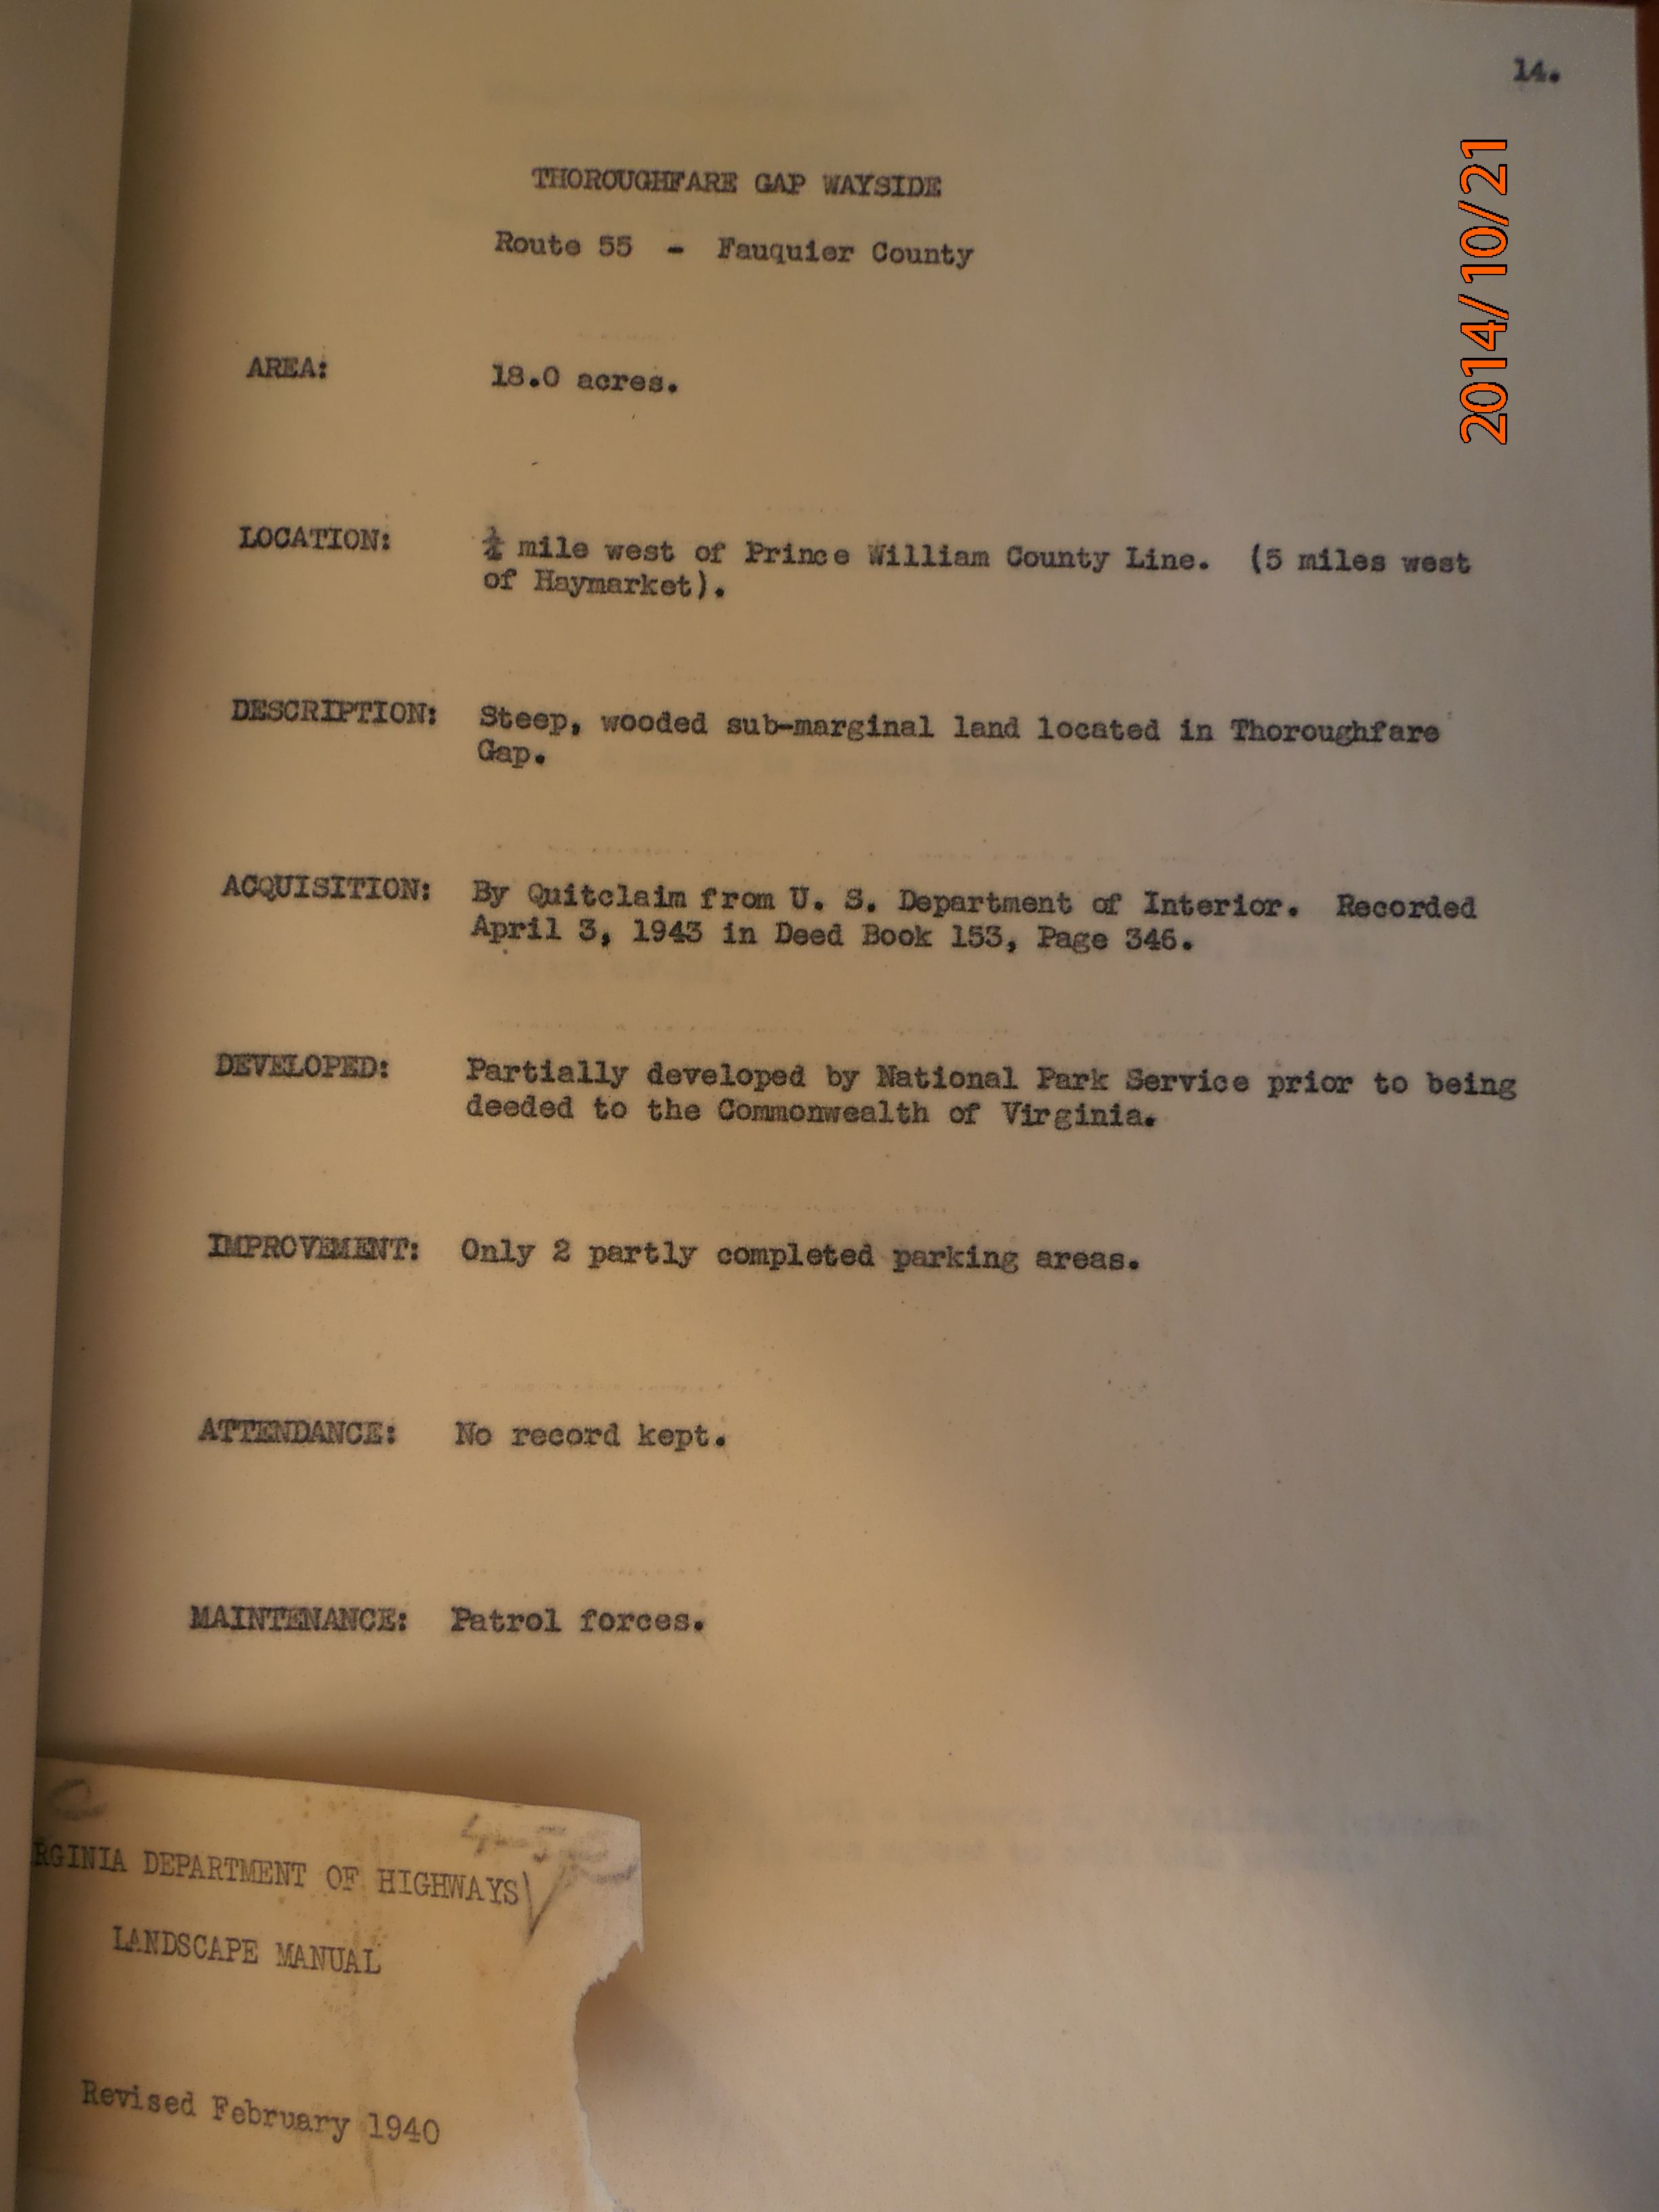 14.
2014/10/21
THOROUGHFARE GAP WAYSIDE
Route 55 - Fauquier County
AREA: 18.0 acres.
LOCATION: ¼ mile west of Prince William County Line. (5 miles west
of Haymarket).
DESCRIPTION: Steep, wooded sub-marginal land located in Thoroughfare
Gap.
ACQUISITION: By Quitclaim from U. S. Department of Interior. Recorded
April 3, 1943 in Deed Book 153, Page 346.
DEVELOPED: Partially developed by National Park Service prior to being
deeded to the Commonwealth of Virginia.
IMPROVEMENT: Only 2 partly completed parking areas.
ATTENDANCE: No record kept.
MAINTENANCE: Patrol forces.
RGINIA DEPARTMENT OF HIGHWAYS
LANDSCAPE MANUAL
Revised February 1940